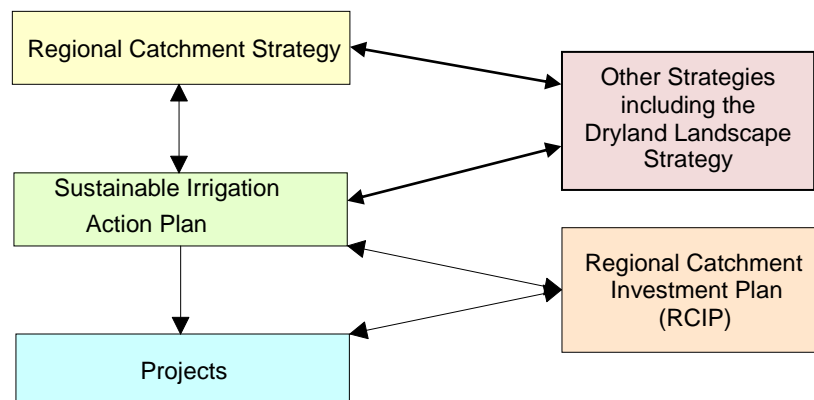 Regional Catchment Strategy
Other Strategies
including the
Dryland Landscape
Strategy
Sustainable Irrigation
Action Plan
Regional Catchment
Investment Plan
(RCIP)
Projects